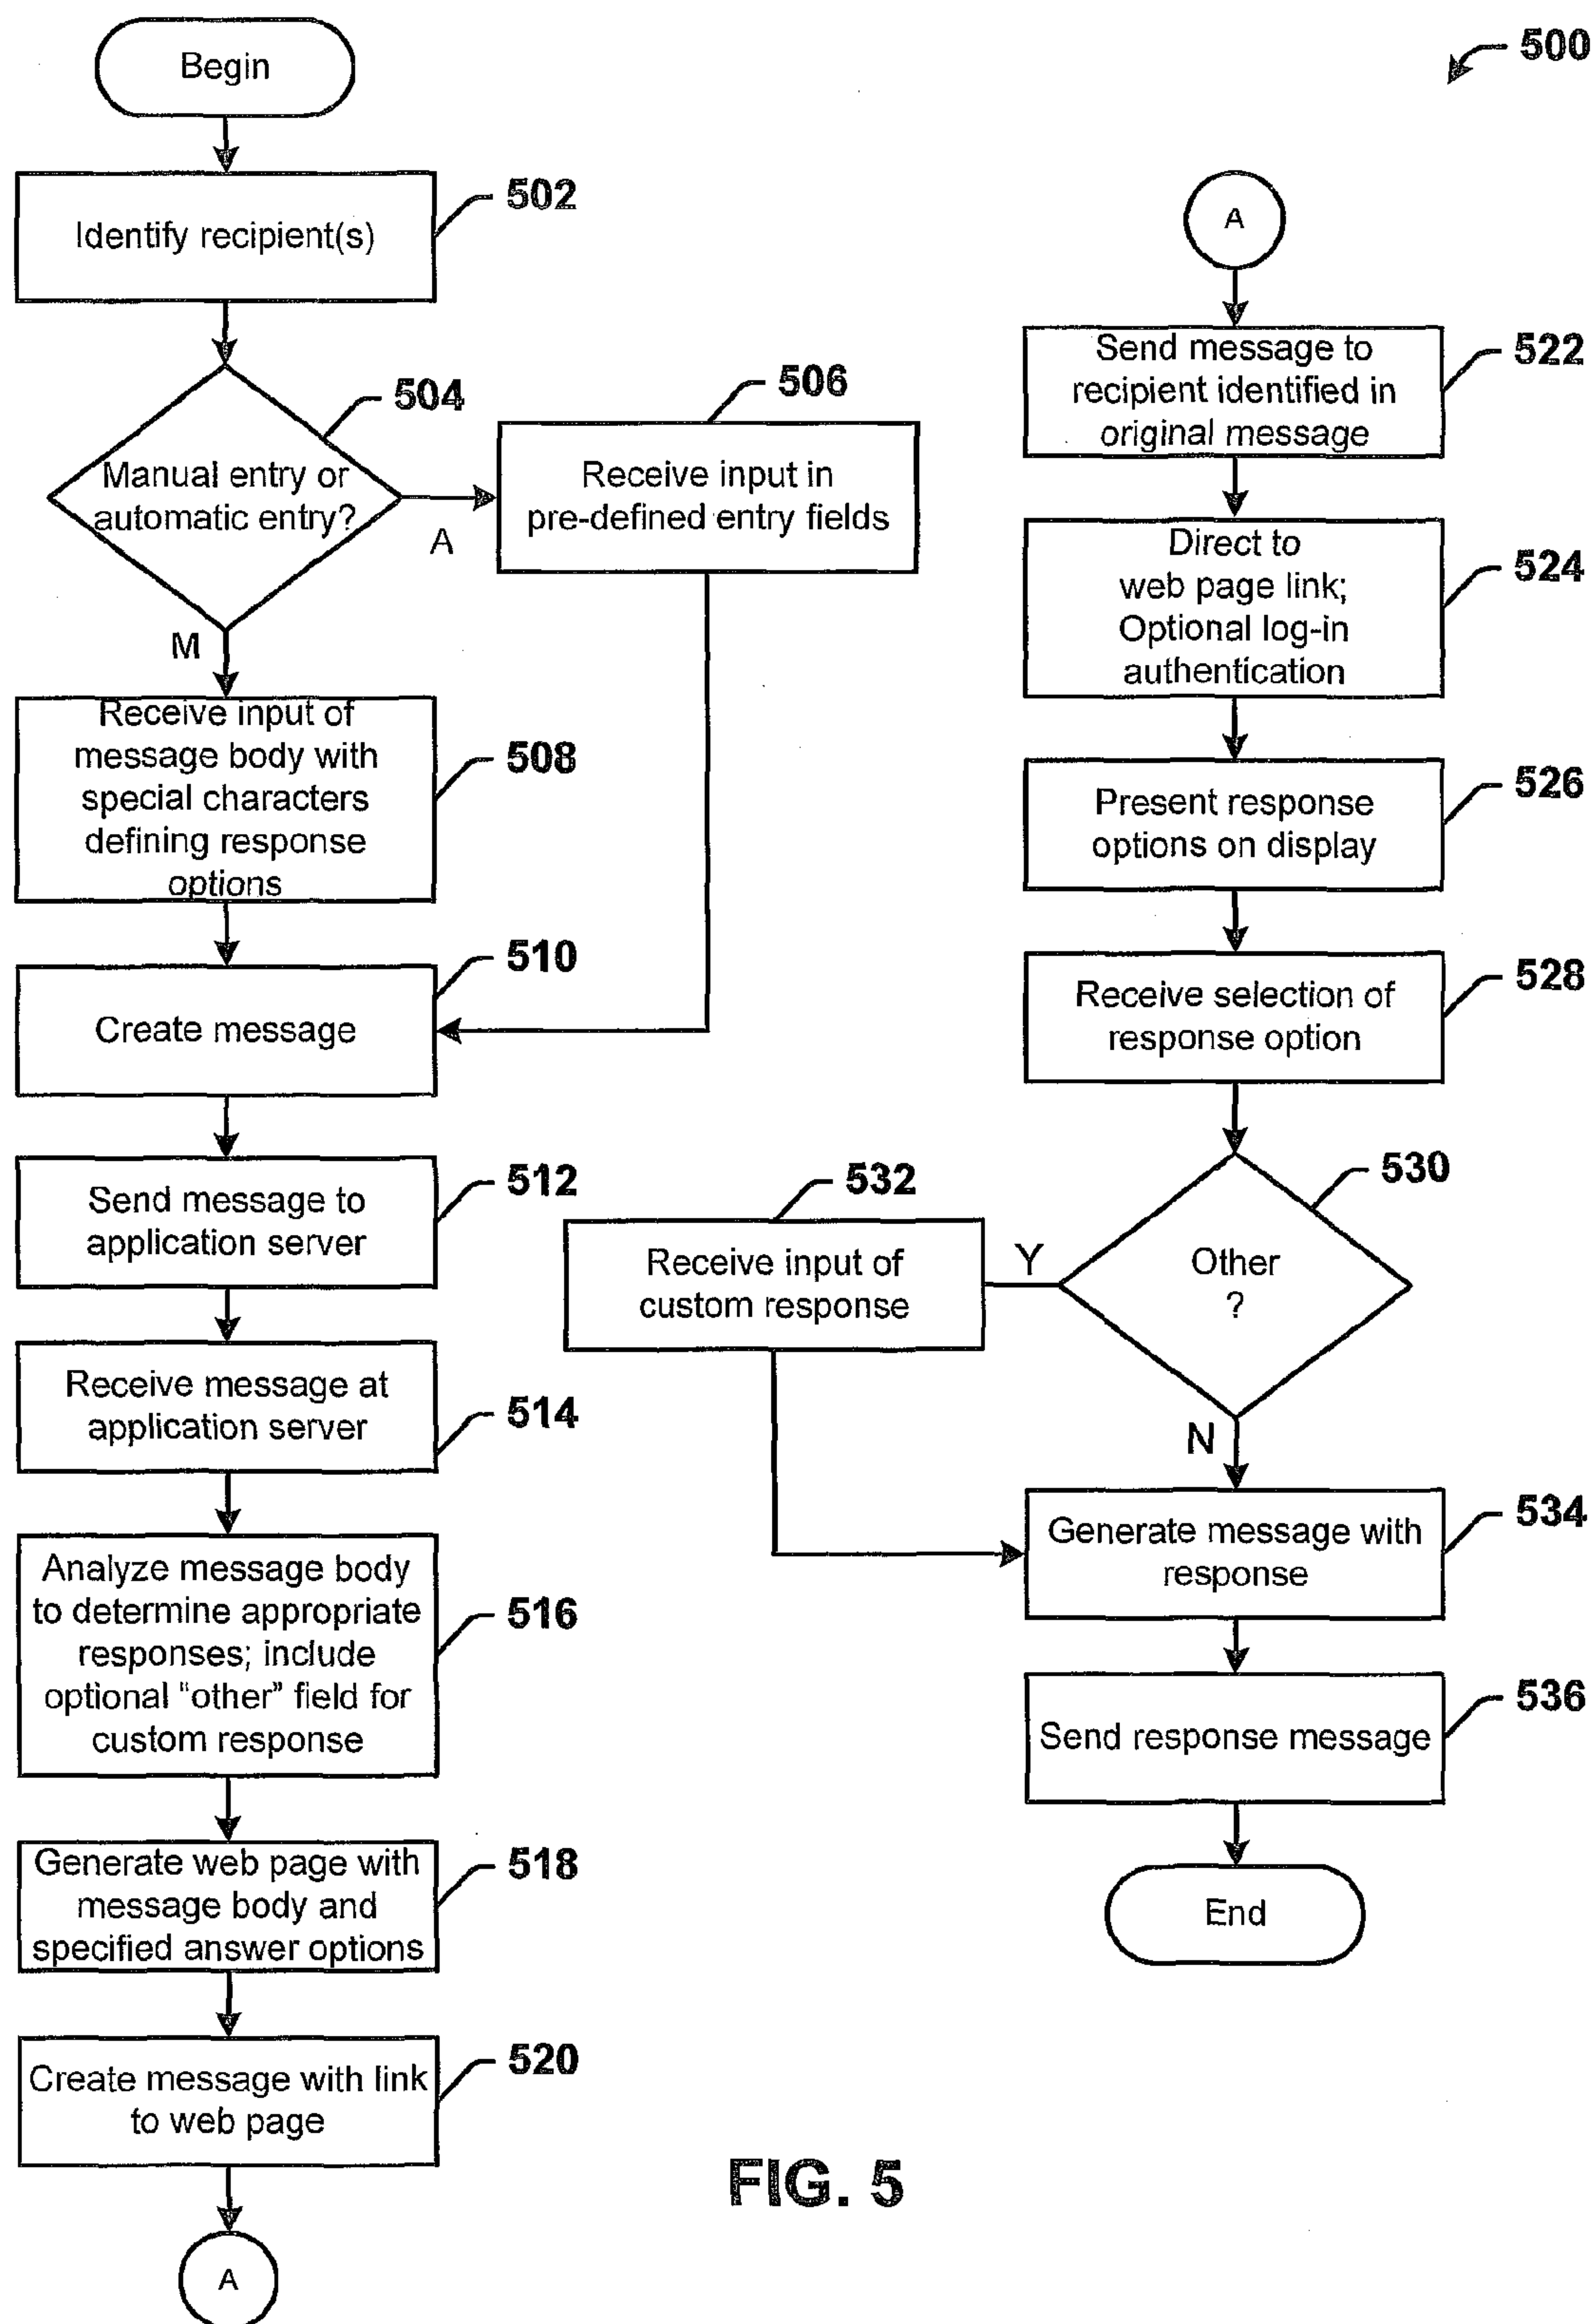 Begin
500
502
Identify recipient(s)
504
Manual entry or
automatic entry?
A
506
Receive input in
pre-defined entry fields
M
Receive input of
message body with
special characters
defining response
options
508
510
Create message
Send message to
application server
512
Receive message at
application server
514
Analyze message body
to determine appropriate
responses; include
optional "other" field for
custom response
516
Generate web page with
message body and
specified answer options
518
Create message with link
to web page
520
A
A
Send message to
recipient identified in
original message
522
Direct to
web page link;
Optional log-in
authentication
524
Present response
options on display
526
Receive selection of
response option
528
530
Other
?
Y
532
Receive input of
custom response
N
Generate message with
response
534
Send response message
536
End
FIG. 5